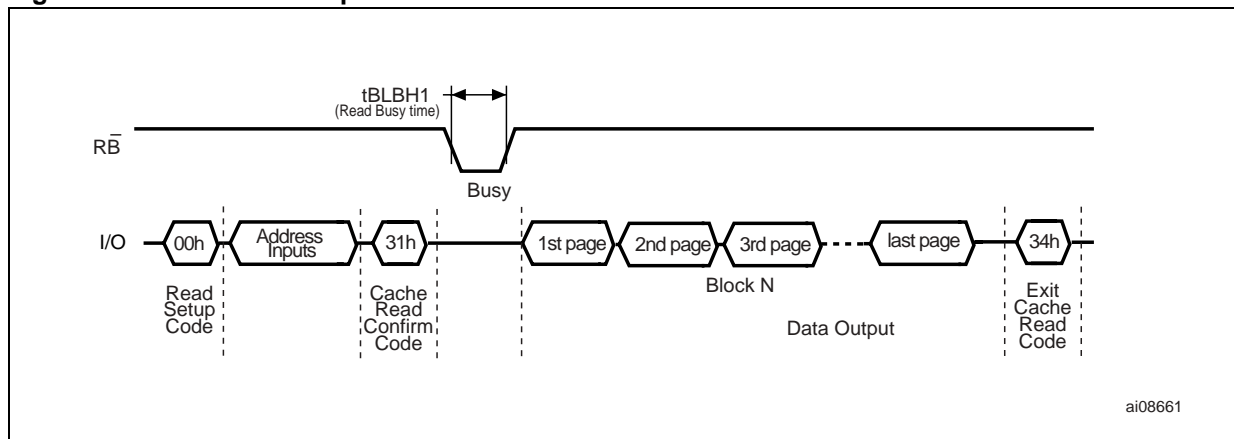 tBLBH1
(Read Busy time)
RB̅
Busy
I/O
00h
Address
Inputs
31h
1st page
2nd page
3rd page
last page
34h
Block N
Read
Setup
Code
Cache
Read
Confirm
Code
Data Output
Exit
Cache
Read
Code
ai08661